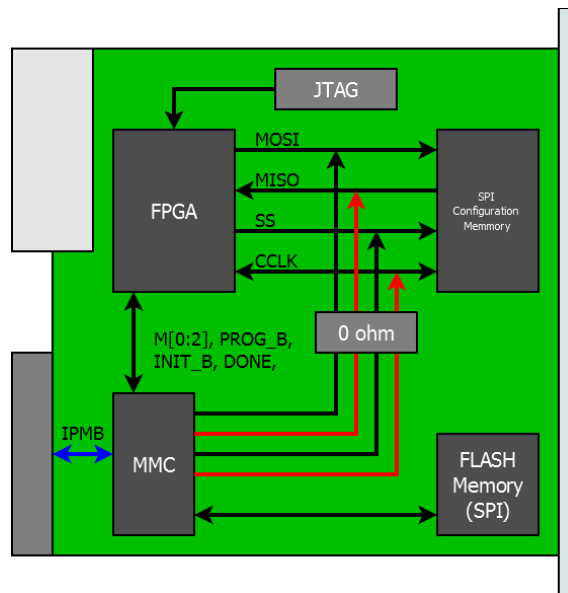 JTAG
MOSI
MISO
SS
CCLK
FPGA
SPI
Configuration
Memmory
0 ohm
M[0:2], PROG_B,
INIT_B, DONE,
IPMB
MMC
FLASH
Memory
(SPI)